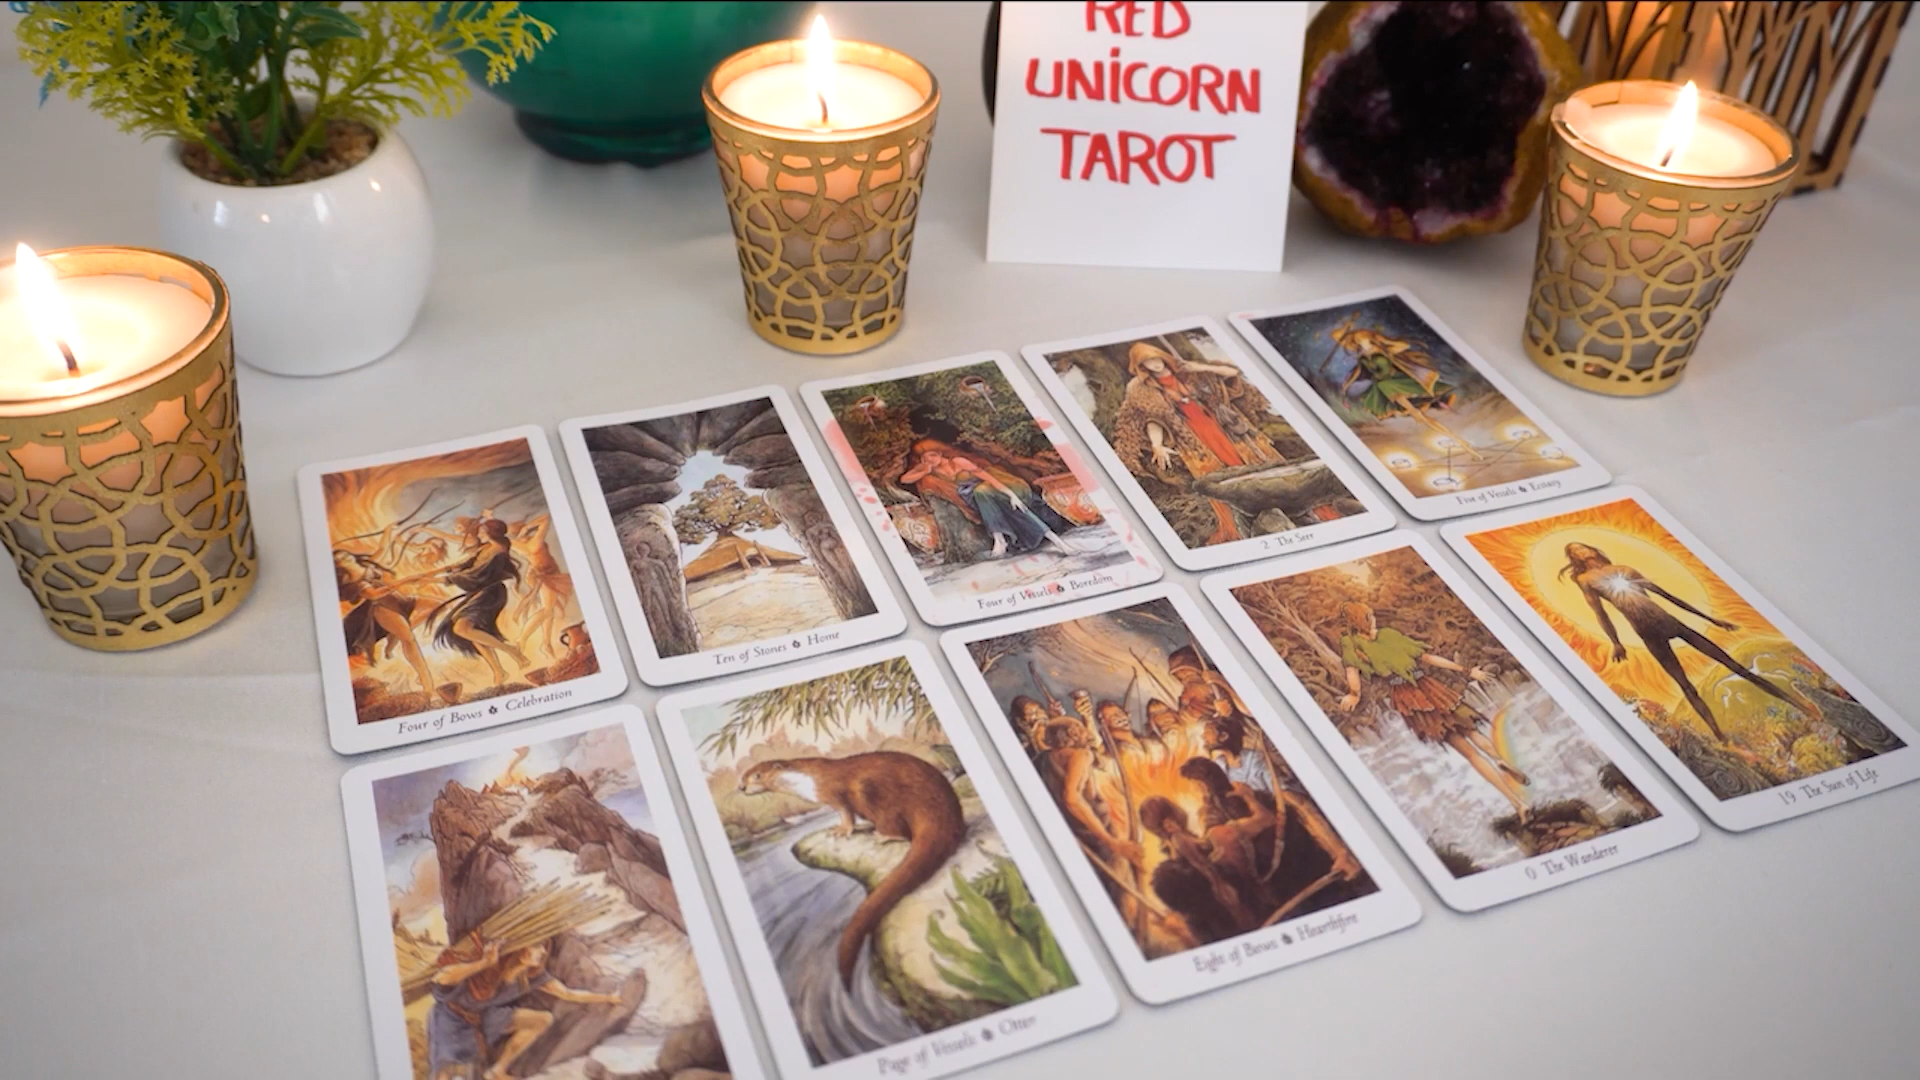 RED
UNiCORN
TAROT
Five of Vessels Ecstasy
2 The Seer
Four of Vessels Boredom
Ten of Stones Home
Four of Bows Celebration
19 The Sun of Life
0 The Wanderer
Eight of Bows Hearthfire
Page of Vessels Otter